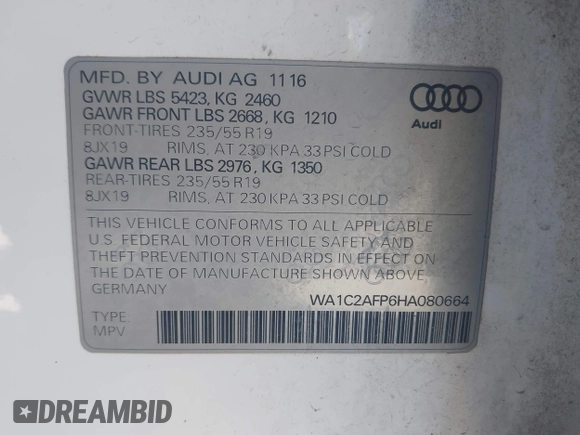 MFD. BY AUDI AG 11 16
GVWR LBS 5423, KG 2460
GAWR FRONT LBS 2668, KG 1210
FRONT-TIRES 235/55 R19
8JX19 RIMS, AT 230 KPA 33 PSI COLD
GAWR REAR LBS 2976, KG 1350
REAR-TIRES 235/55 R19
8JX19 RIMS, AT 230 KPA 33 PSI COLD
Audi
THIS VEHICLE CONFORMS TO ALL APPLICABLE
U.S. FEDERAL MOTOR VEHICLE SAFETY AND
THEFT PREVENTION STANDARDS IN EFFECT ON
THE DATE OF MANUFACTURE SHOWN ABOVE.
GERMANY
WA1C2AFP6HA080664
TYPE:
MPV
DREAMBID